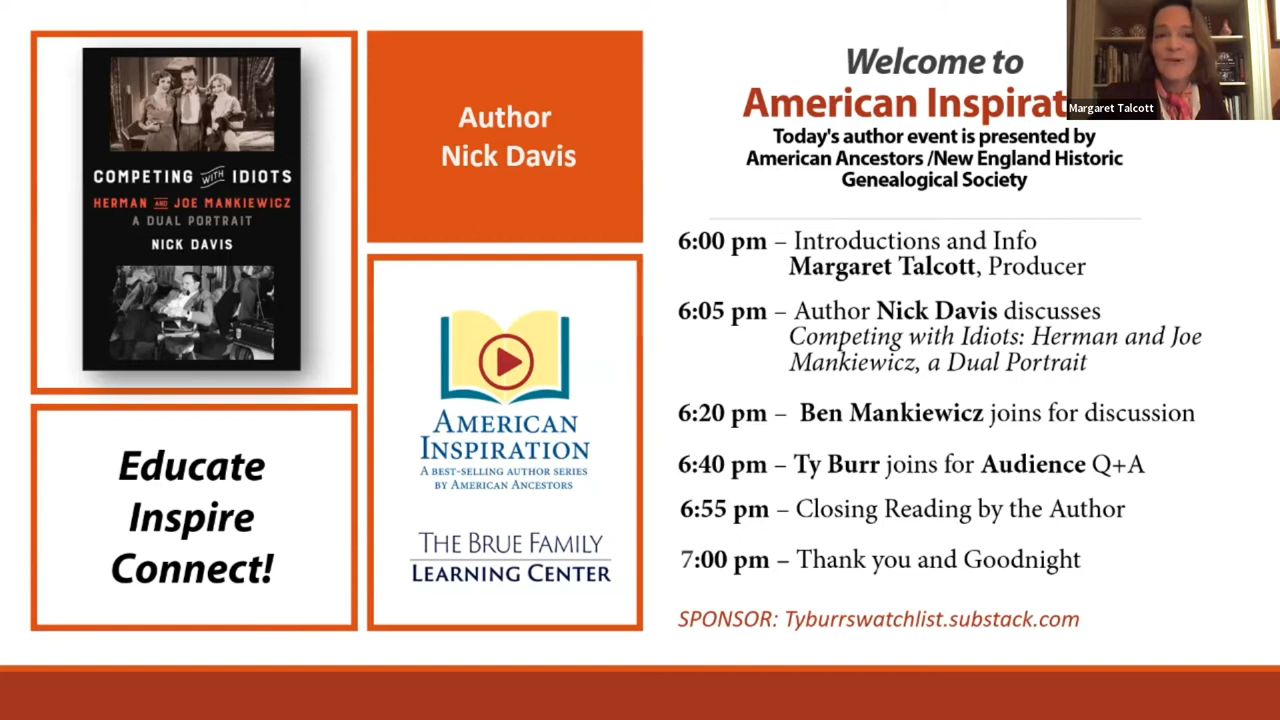 COMPETING WITH IDIOTS
HERMAN AND JOE MANKIEWICZ
A DUAL PORTRAIT
NICK DAVIS
Author
Nick Davis
Educate
Inspire
Connect!
AMERICAN
INSPIRATION
A BEST-SELLING AUTHOR SERIES
BY AMERICAN ANCESTORS
THE BRUE FAMILY
LEARNING CENTER
Welcome to
American Inspirat
Today's author event is presented by
American Ancestors /New England Historic
Genealogical Society
6:00 pm – Introductions and Info
Margaret Talcott, Producer
6:05 pm – Author Nick Davis discusses
Competing with Idiots: Herman and Joe
Mankiewicz, a Dual Portrait
6:20 pm – Ben Mankiewicz joins for discussion
6:40 pm – Ty Burr joins for Audience Q+A
6:55 pm – Closing Reading by the Author
7:00 pm – Thank you and Goodnight
SPONSOR: Tyburrswatchlist.substack.com
Margaret Talcott